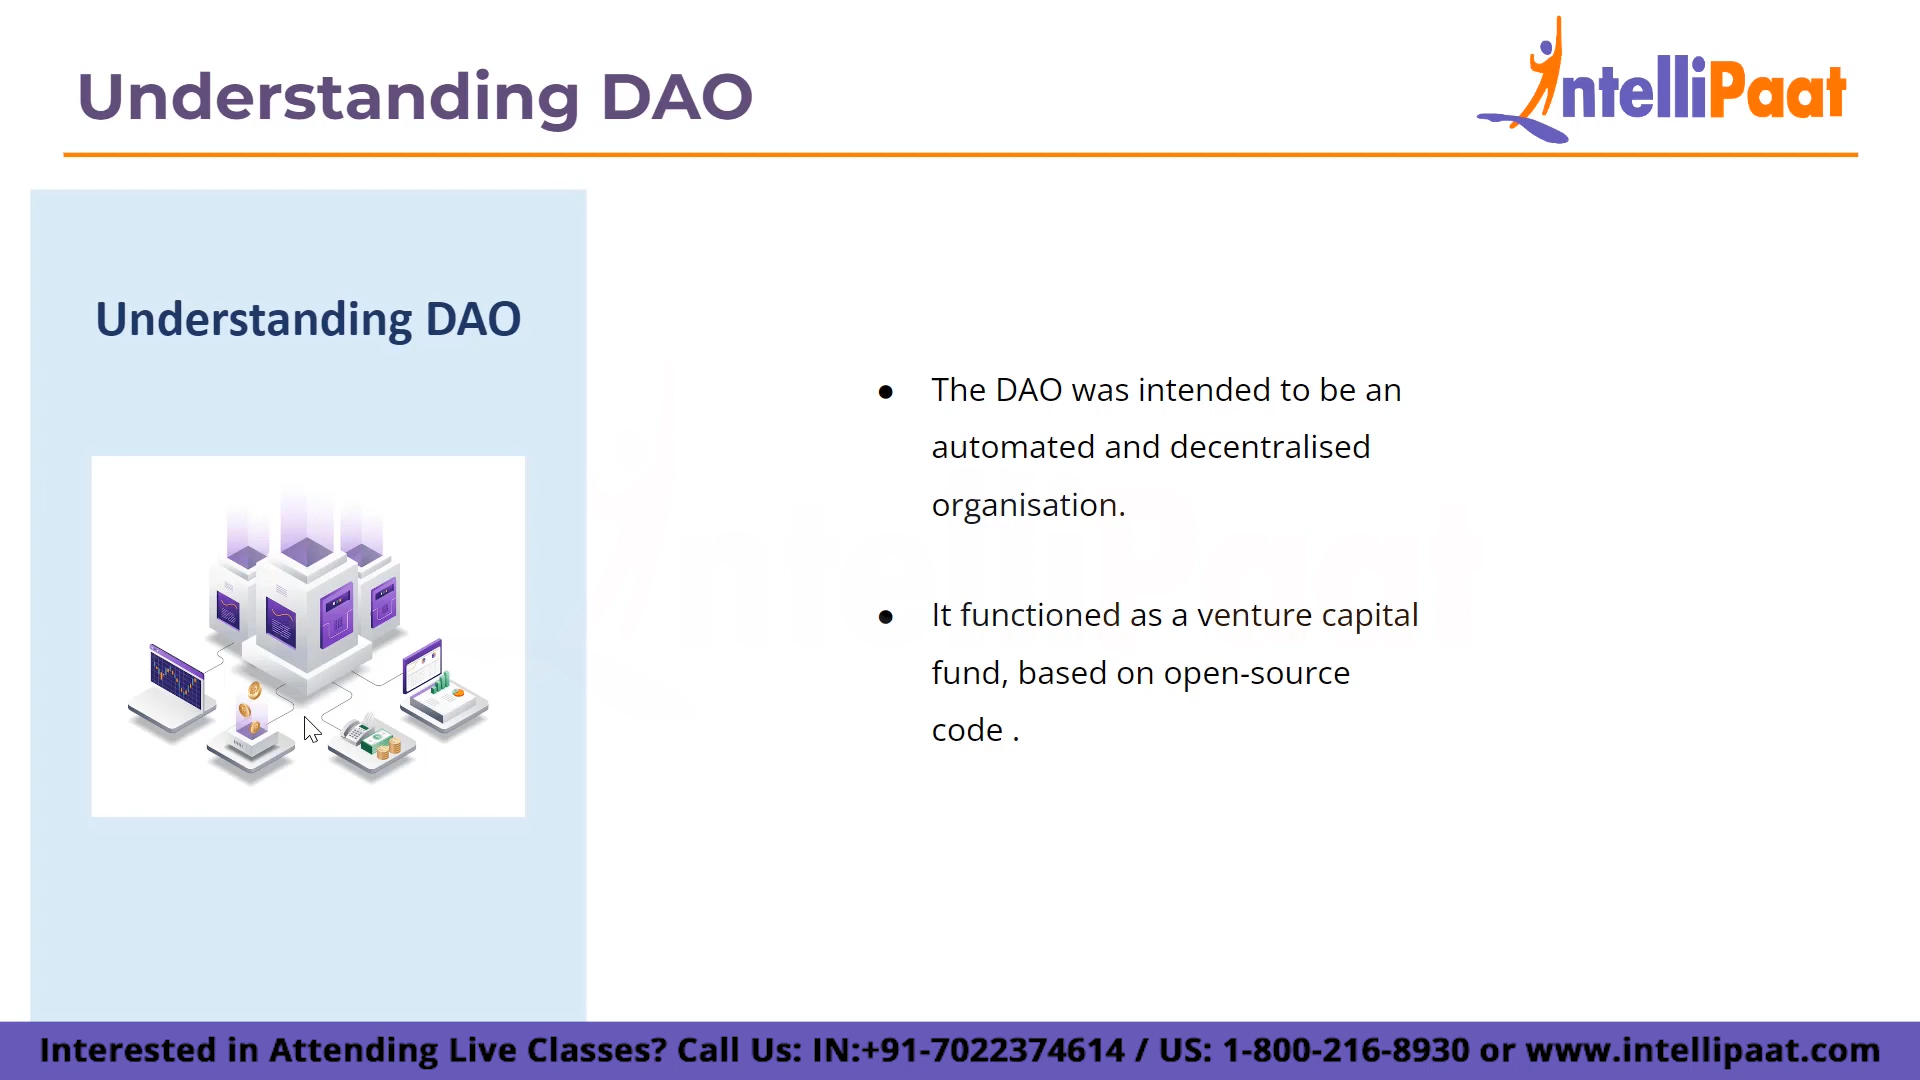 Understanding DAO
IntelliPaat
Understanding DAO
● The DAO was intended to be an
automated and decentralised
organisation.
● It functioned as a venture capital
fund, based on open-source
code .
Interested in Attending Live Classes? Call Us: IN:+91-7022374614 / US: 1-800-216-8930 or www.intellipaat.com